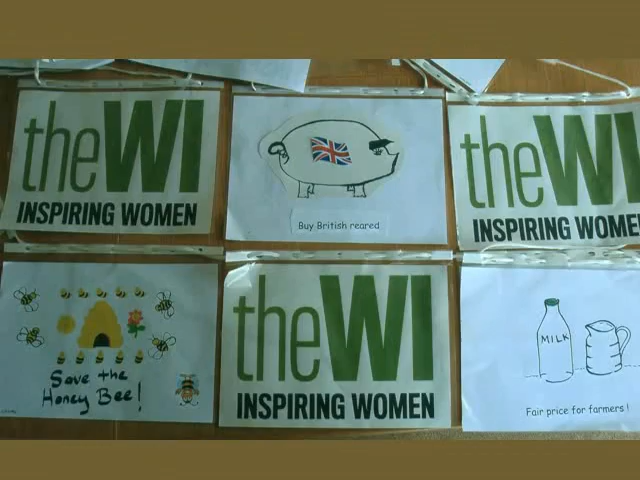 theWI
INSPIRING WOMEN
Buy British reared
theWI
INSPIRING WOMEN
Save the
Honey Bee!
theWI
INSPIRING WOMEN
MILK
Fair price for farmers!